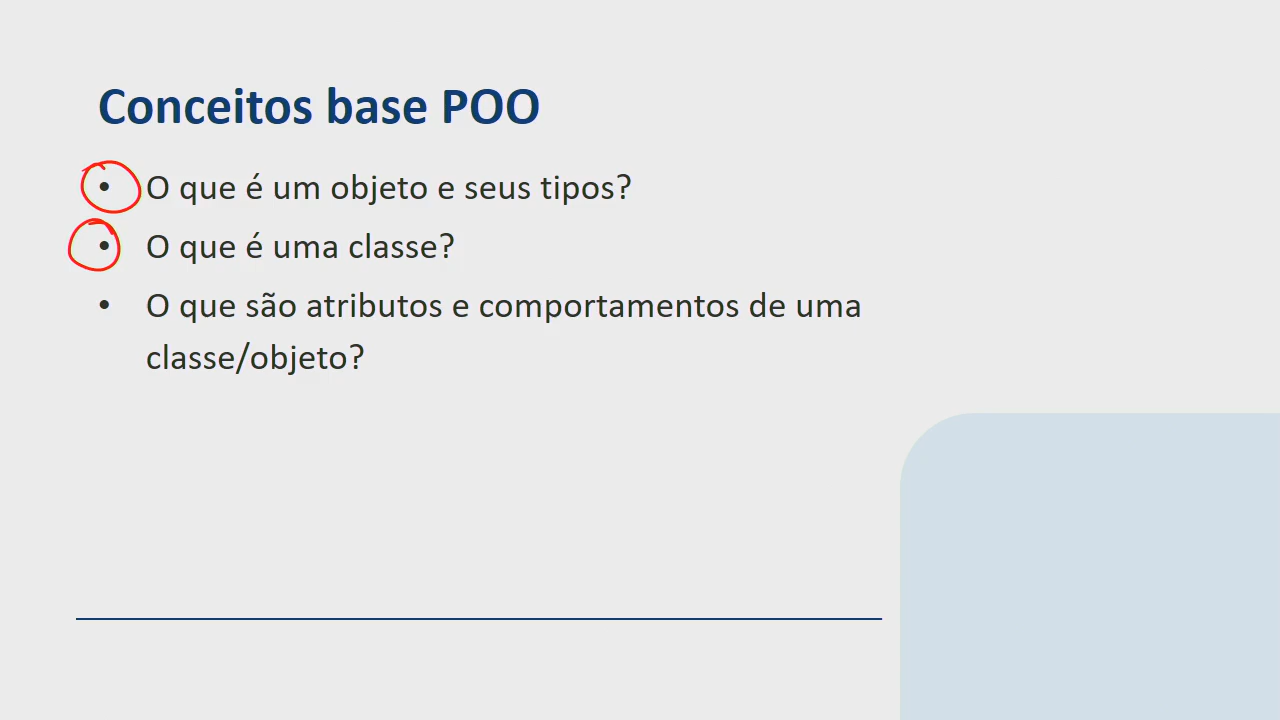 Conceitos base POO
• O que é um objeto e seus tipos?
• O que é uma classe?
• O que são atributos e comportamentos de uma
classe/objeto?